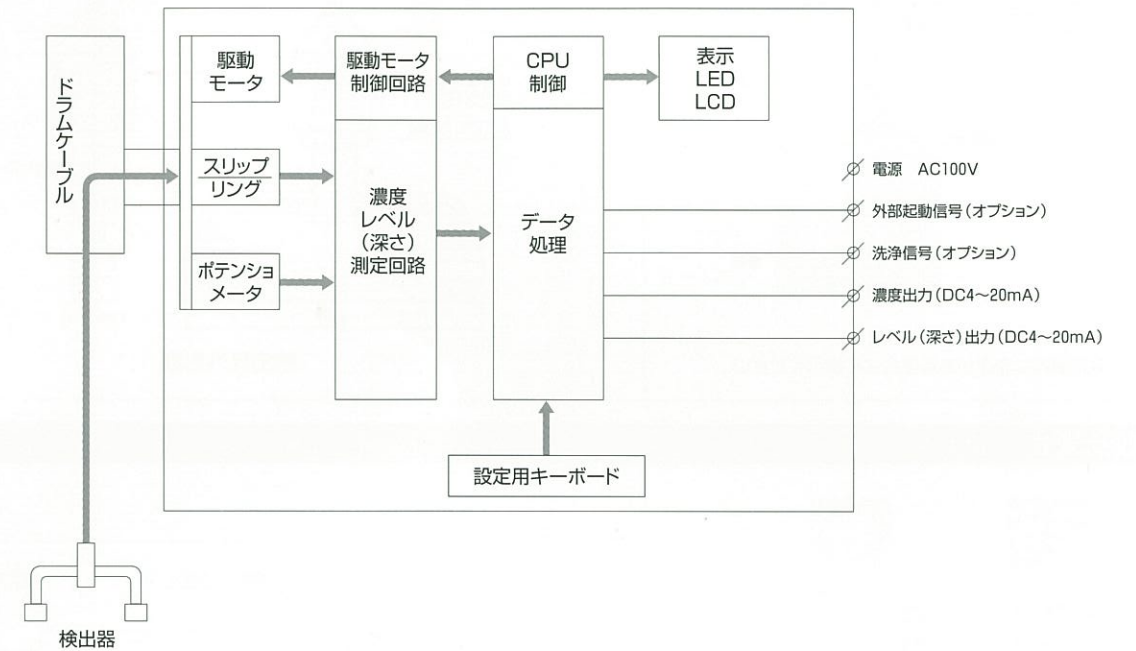 ドラムケーブル
駆動
モータ
駆動モータ
制御回路
CPU
制御
表示
LED
LCD
スリップ
リング
濃度
レベル
(深さ)
測定回路
データ
処理
ポテンショ
メータ
電源 AC100V
外部起動信号(オプション)
洗浄信号(オプション)
濃度出力(DC4～20mA)
レベル(深さ)出力(DC4～20mA)
設定用キーボード
検出器